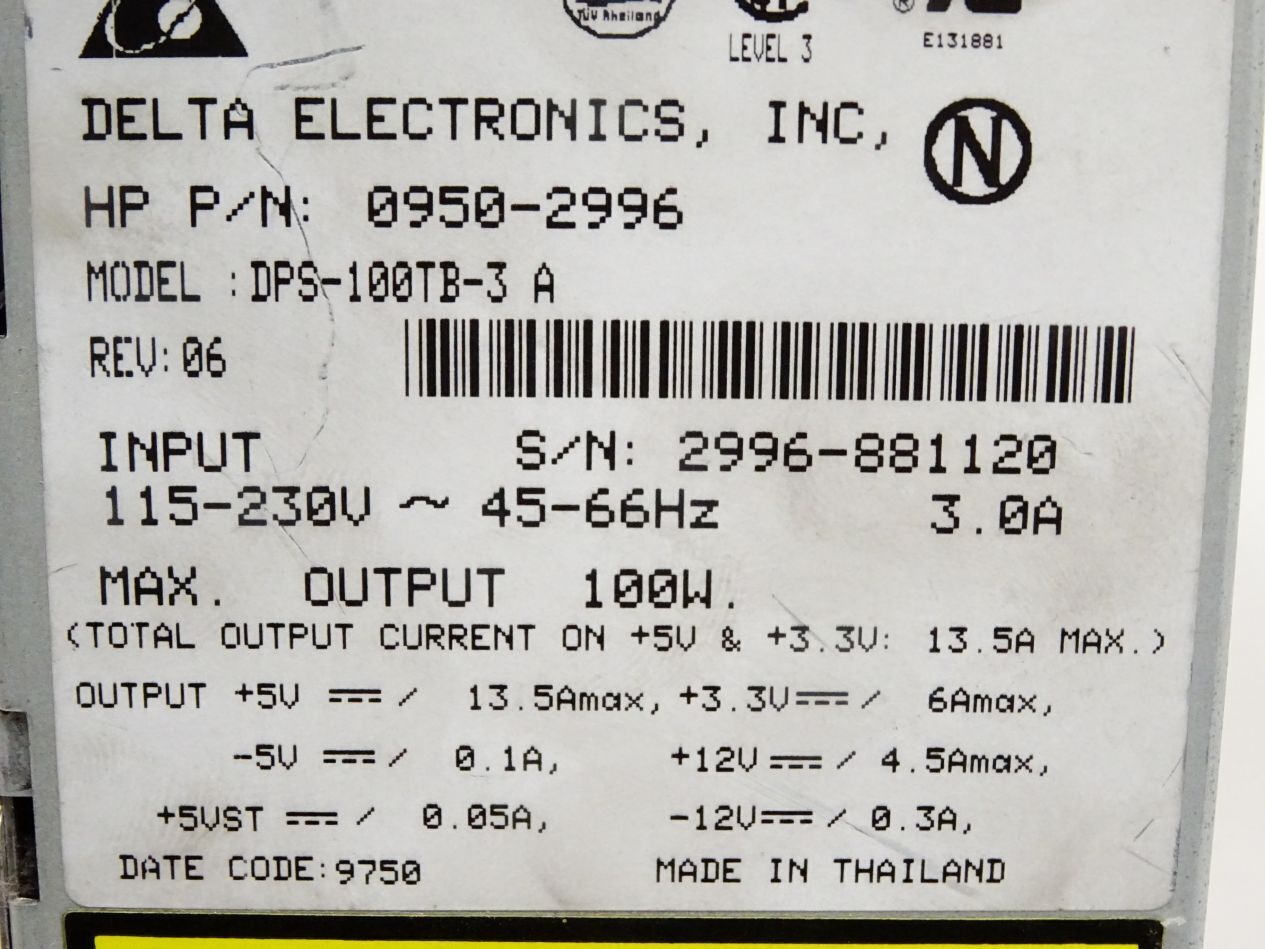 TÜV Rheiland
LEVEL 3
®
E131881
DELTA ELECTRONICS, INC,
N
HP P/N: 0950-2996
MODEL :DPS-100TB-3 A
REV:06
INPUT S/N: 2996-881120
115-230V ~ 45-66Hz 3.0A
MAX. OUTPUT 100W.
(TOTAL OUTPUT CURRENT ON +5V & +3.3V: 13.5A MAX.)
OUTPUT +5V ⎓ / 13.5Amax, +3.3V ⎓ / 6Amax,
-5V ⎓ / 0.1A, +12V ⎓ / 4.5Amax,
+5VST ⎓ / 0.05A, -12V ⎓ / 0.3A,
DATE CODE:9750 MADE IN THAILAND